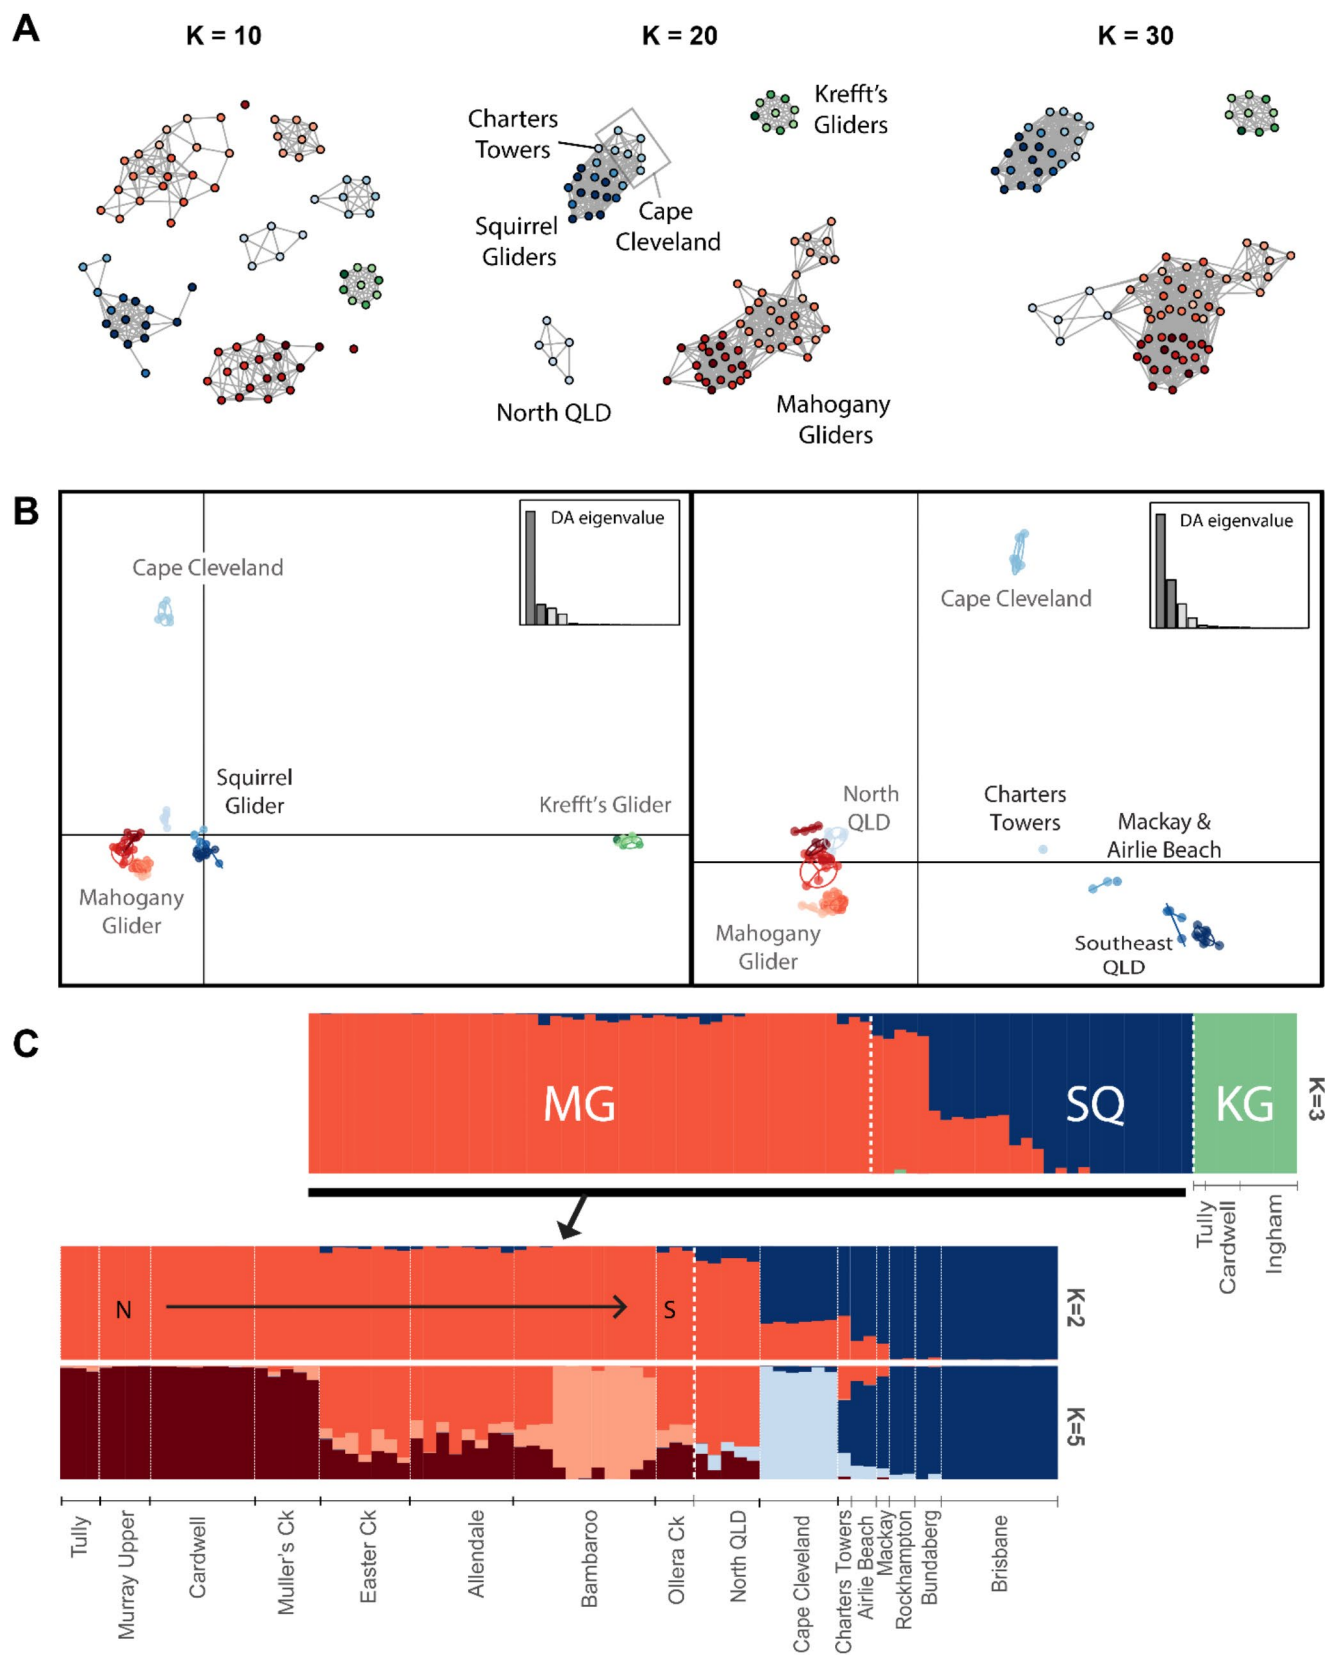 A
K = 10
K = 20
K = 30
Charters
Towers
Krefft's
Gliders
Squirrel
Gliders
Cape
Cleveland
North QLD
Mahogany
Gliders
B
DA eigenvalue
Cape Cleveland
Squirrel
Glider
Krefft's Glider
Mahogany
Glider
DA eigenvalue
Cape Cleveland
North
QLD
Charters
Towers
Mackay &
Airlie Beach
Mahogany
Glider
Southeast
QLD
C
MG
SQ
KG
K=3
Tully
Cardwell
Ingham
N
S
K=2
K=5
Tully
Murray Upper
Cardwell
Muller's Ck
Easter Ck
Allendale
Bambaroo
Ollera Ck
North QLD
Cape Cleveland
Charters Towers
Airlie Beach
Mackay
Rockhampton
Bundaberg
Brisbane